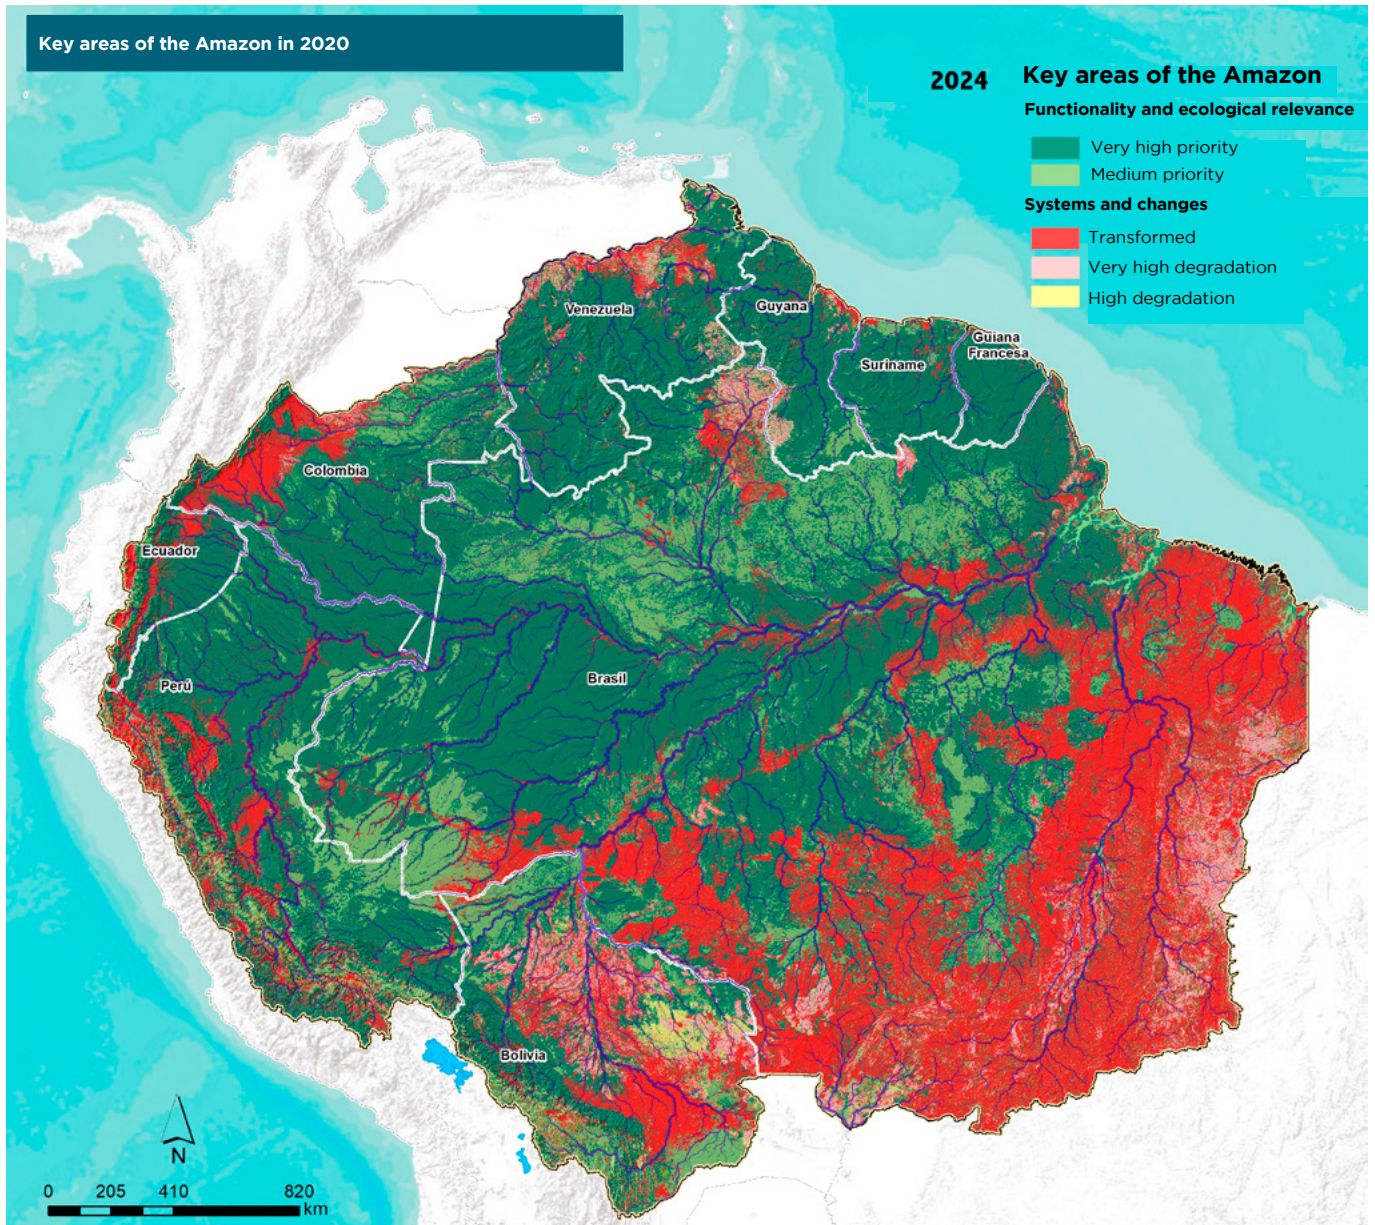 Key areas of the Amazon in 2020
2024 Key areas of the Amazon
Functionality and ecological relevance
Very high priority
Medium priority
Systems and changes
Transformed
Very high degradation
High degradation
Venezuela
Guyana
Guiana
Francesa
Suriname
Colombia
Ecuador
Perú
Brasil
Bolivia
N
0 205 410 820
km